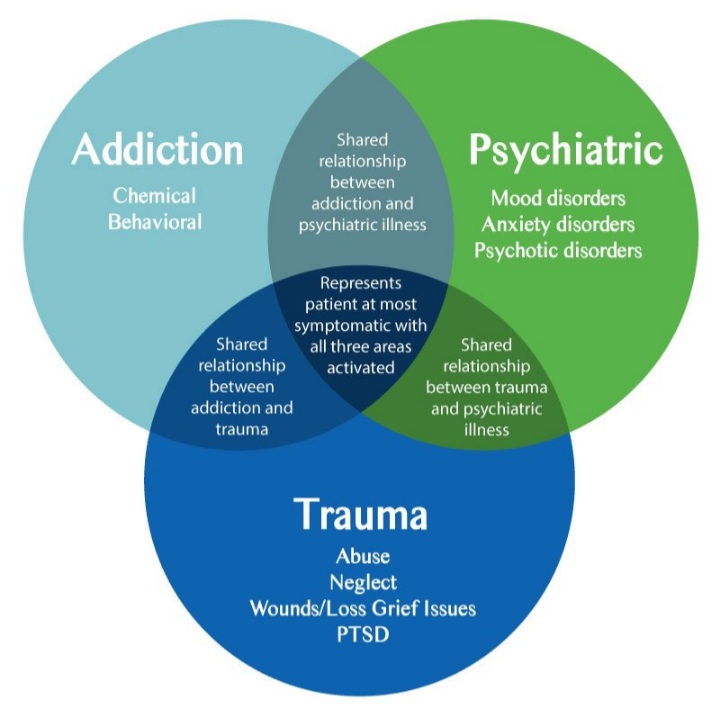 Addiction
Chemical
Behavioral
Shared
relationship
between
addiction and
psychiatric illness
Psychiatric
Mood disorders
Anxiety disorders
Psychotic disorders
Represents
patient at most
symptomatic with
all three areas
activated
Shared
relationship
between
addiction and
trauma
Shared
relationship
between trauma
and psychiatric
illness
Trauma
Abuse
Neglect
Wounds/Loss Grief Issues
PTSD